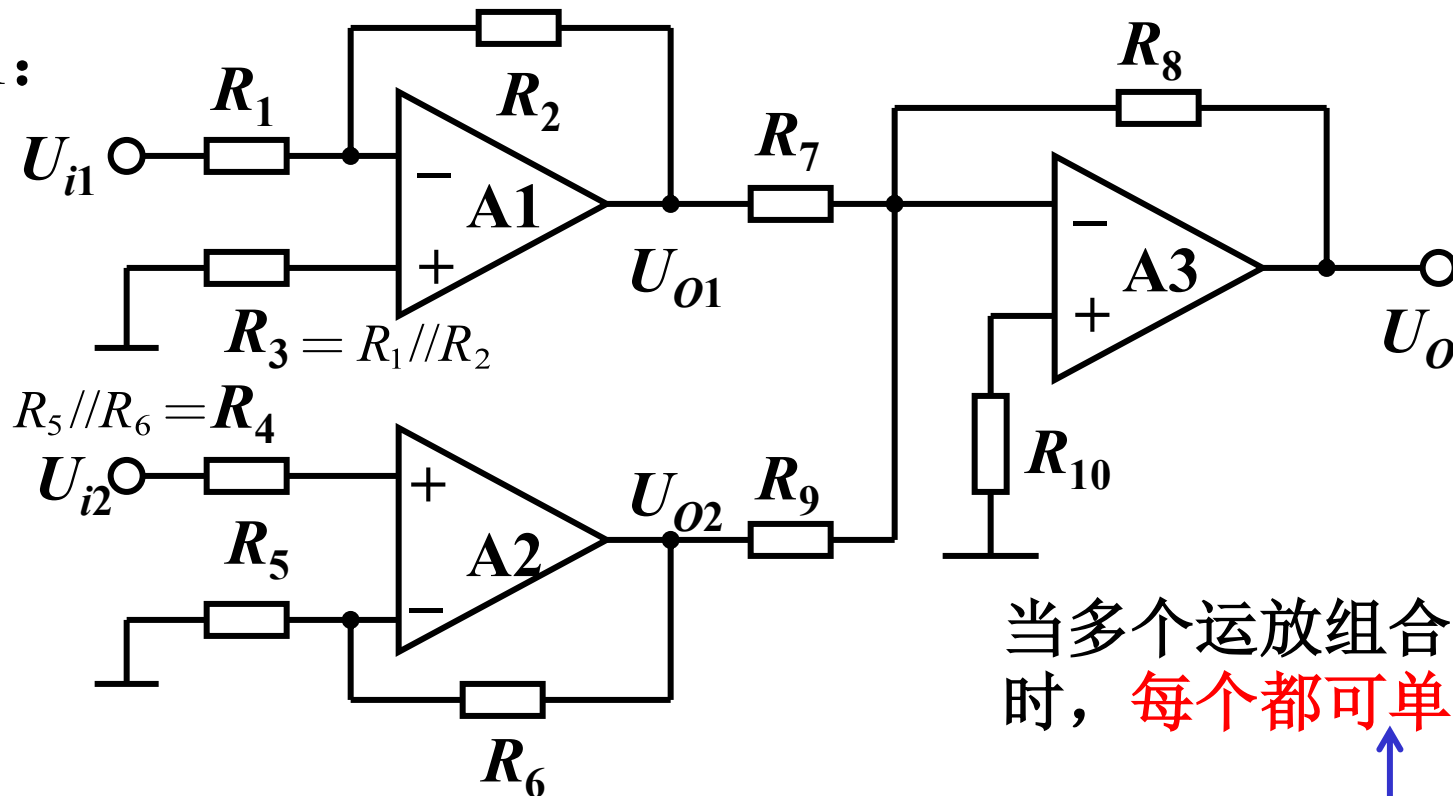 :
R2
R8
R1
R7
Ui1
−
A1
+
UO1
−
A3
+
UO
R3 = R1//R2
R5//R6 = R4
Ui2
+
A2
−
UO2
R9
R10
R5
R6
当多个运放组合
时，每个都可单